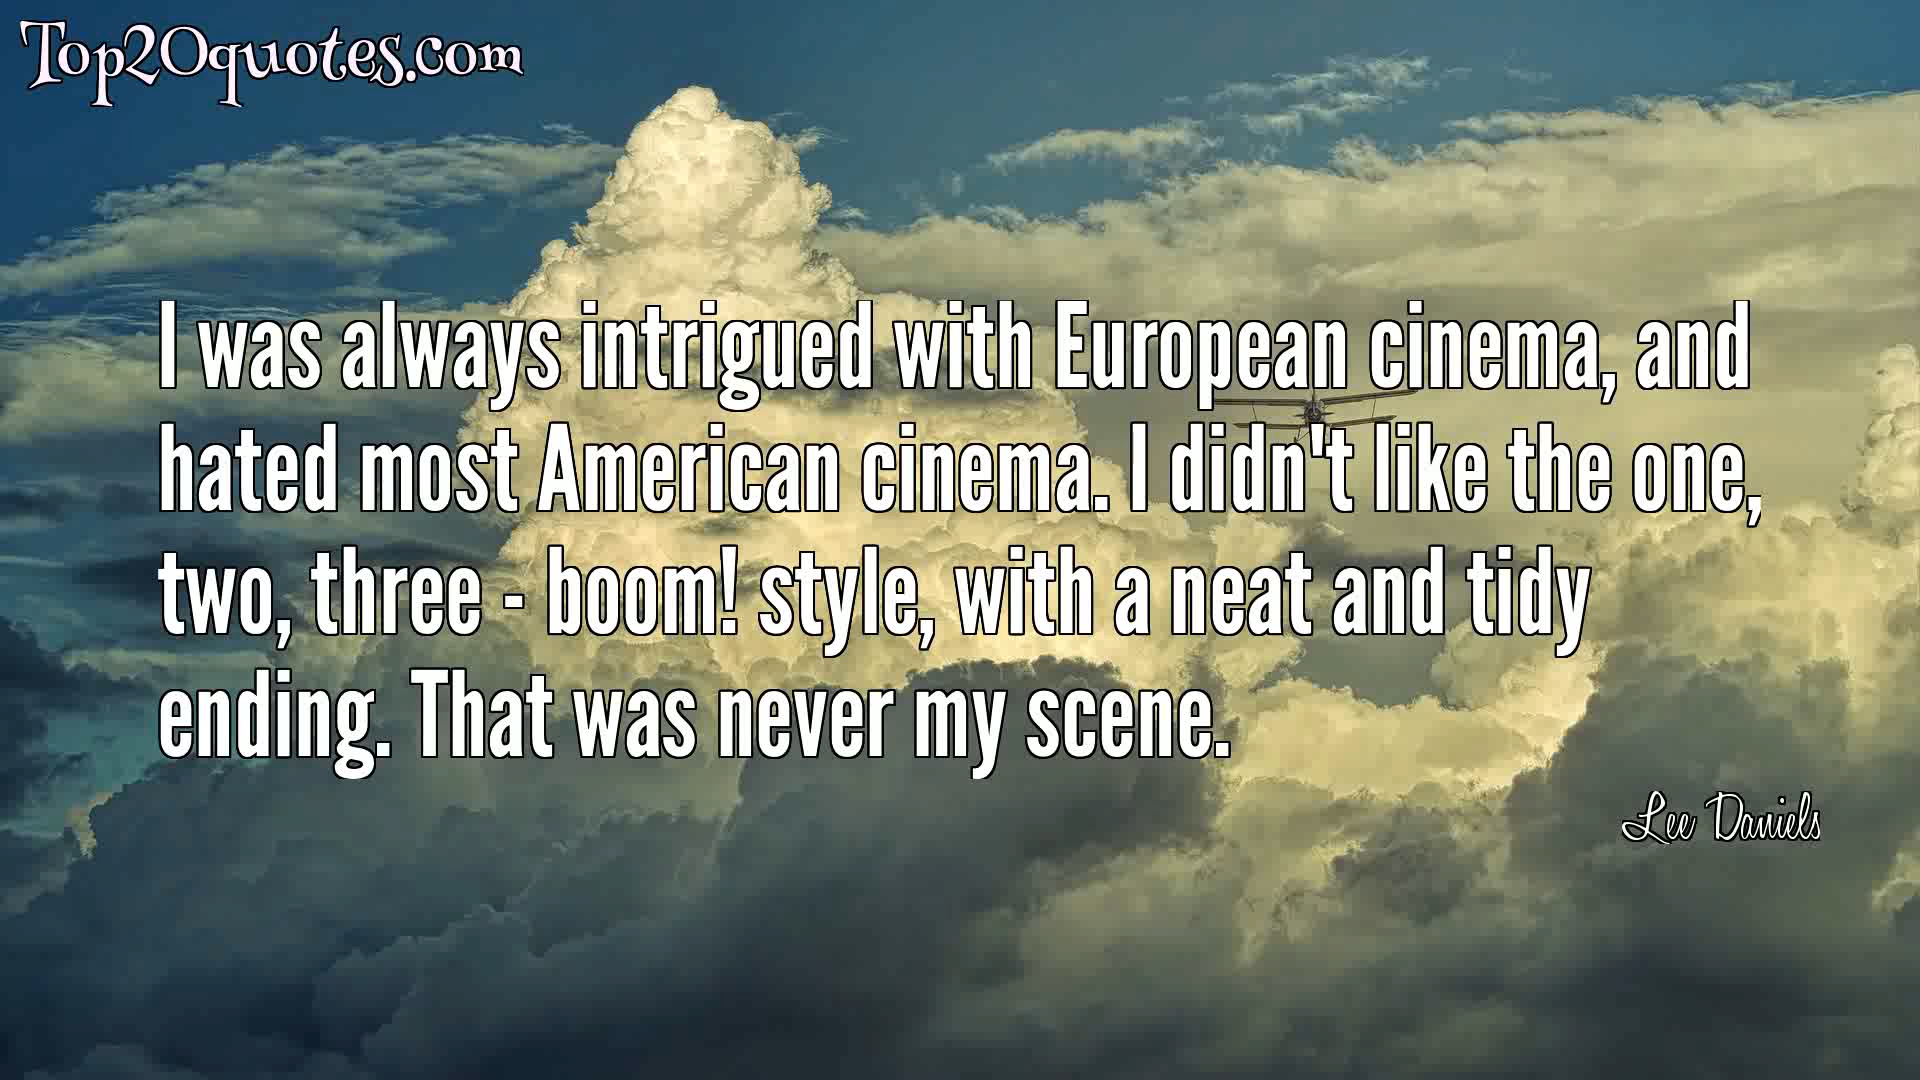 Top20quotes.com
I was always intrigued with European cinema, and
hated most American cinema. I didn't like the one,
two, three - boom! style, with a neat and tidy
ending. That was never my scene.
Lee Daniels